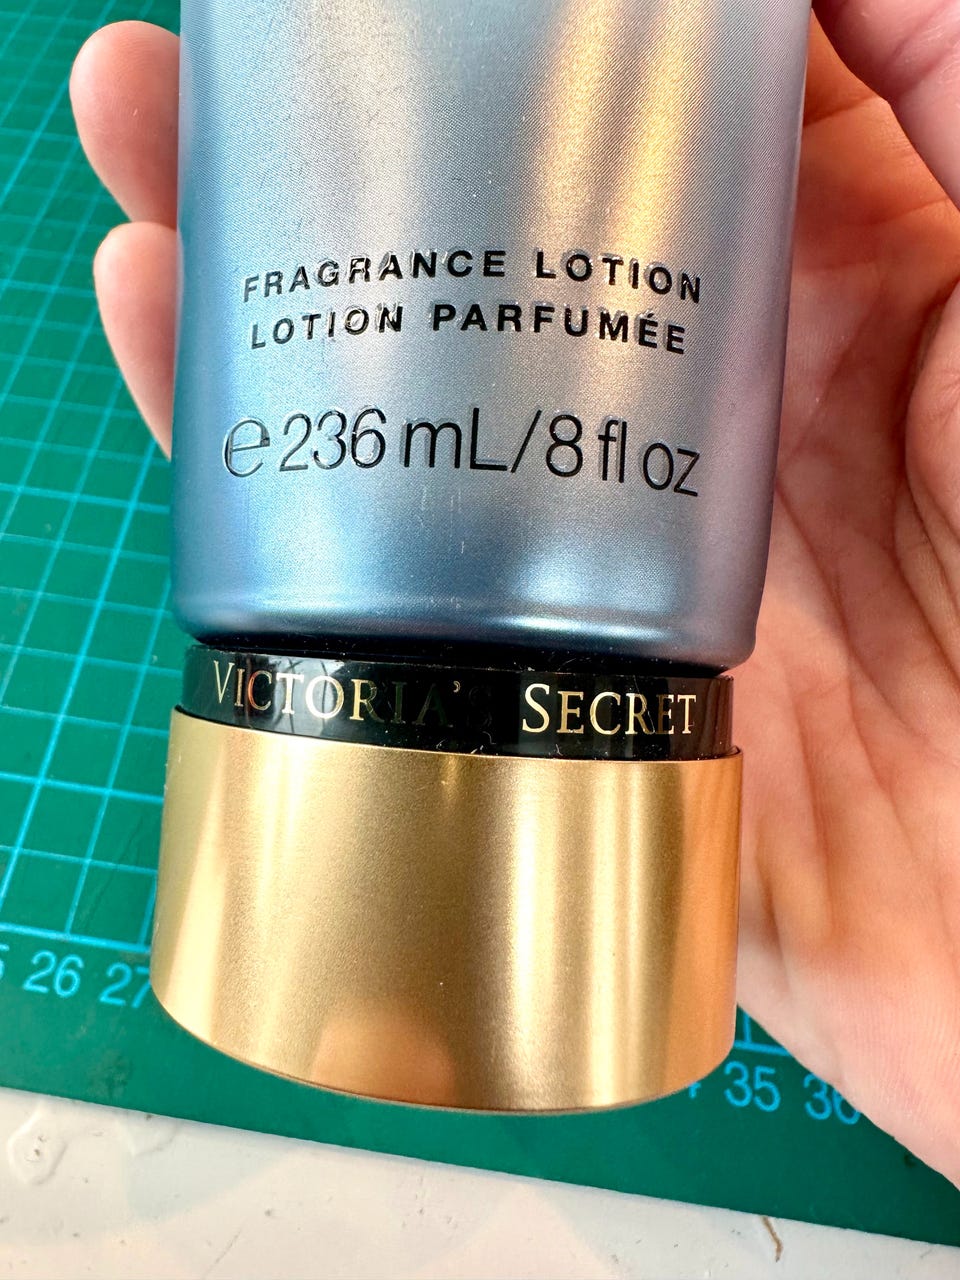 FRAGRANCE LOTION
LOTION PARFUMÉE
℮ 236 mL/8 fl oz
VICTORIA'S SECRET
26 27
35 36